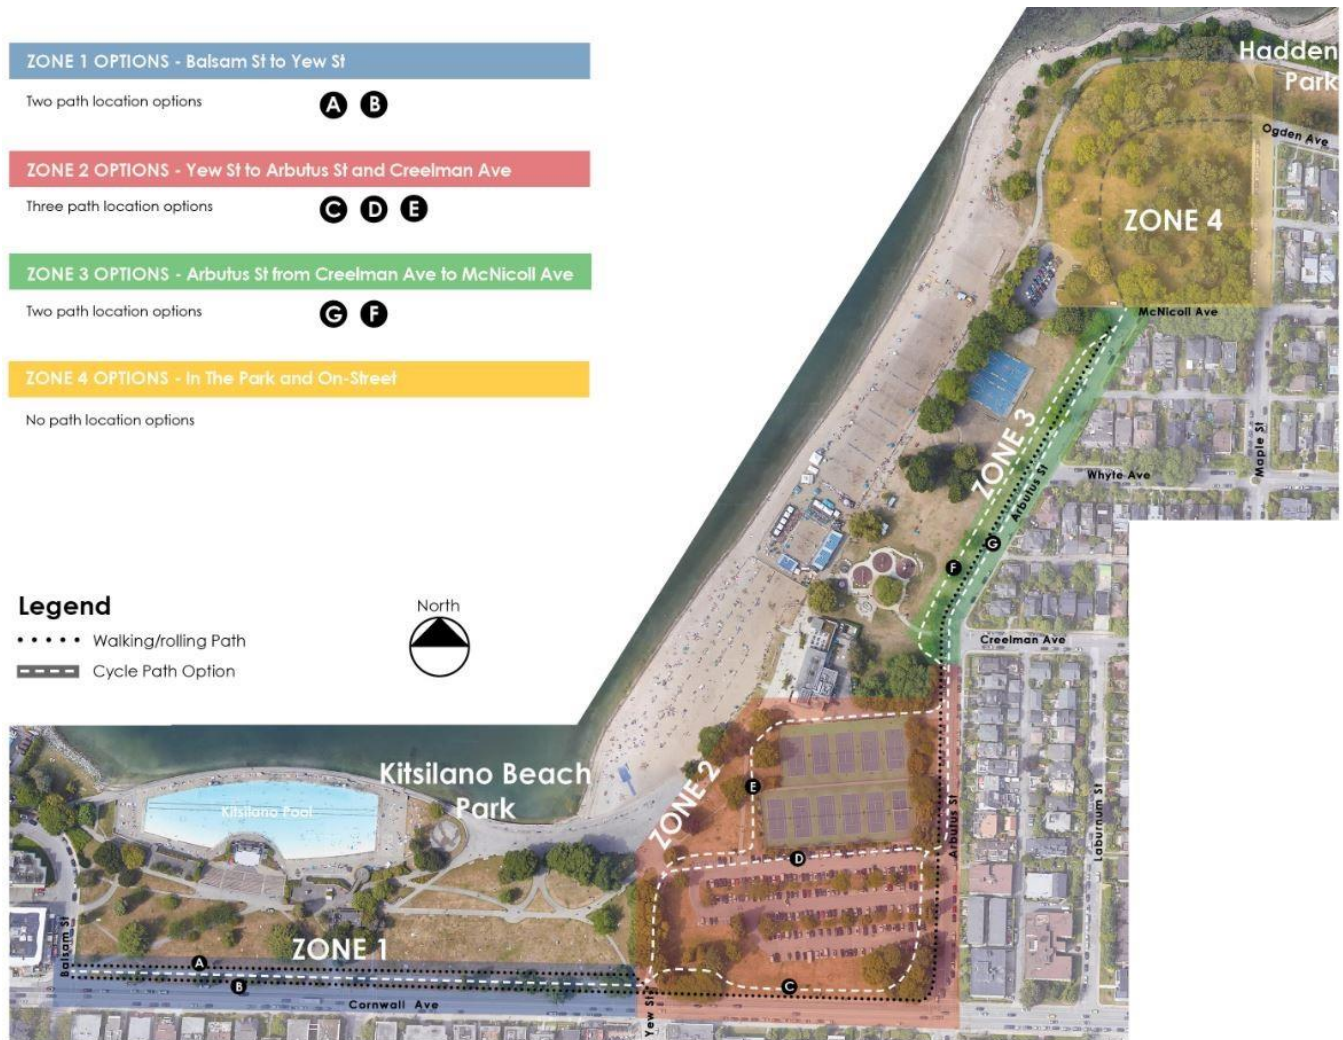 ZONE 1 OPTIONS - Balsam St to Yew St
Two path location options
A B
ZONE 2 OPTIONS - Yew St to Arbutus St and Creelman Ave
Three path location options
C D E
ZONE 3 OPTIONS - Arbutus St from Creelman Ave to McNicoll Ave
Two path location options
G F
ZONE 4 OPTIONS - In The Park and On-Street
No path location options
Legend
Walking/rolling Path
Cycle Path Option
North
Hadden
Park
Ogden Ave
ZONE 4
McNicoll Ave
ZONE 3
Maple St
Whyte Ave
Arbutus St
G
F
Creelman Ave
Kitsilano Beach
Park
Kitsilano Pool
ZONE 2
E
D
Arbutus St
Laburnum St
ZONE 1
Balsam St
A
B
C
Cornwall Ave
Yew St